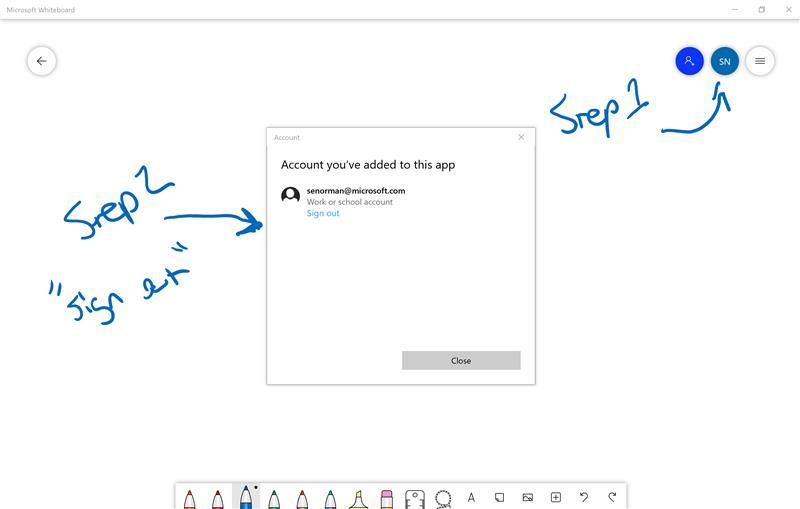 Microsoft Whiteboard
SN
Step 1
Account
Account you've added to this app
senorman@microsoft.com
Work or school account
Sign out
Step 2
"Sign out"
Close
A